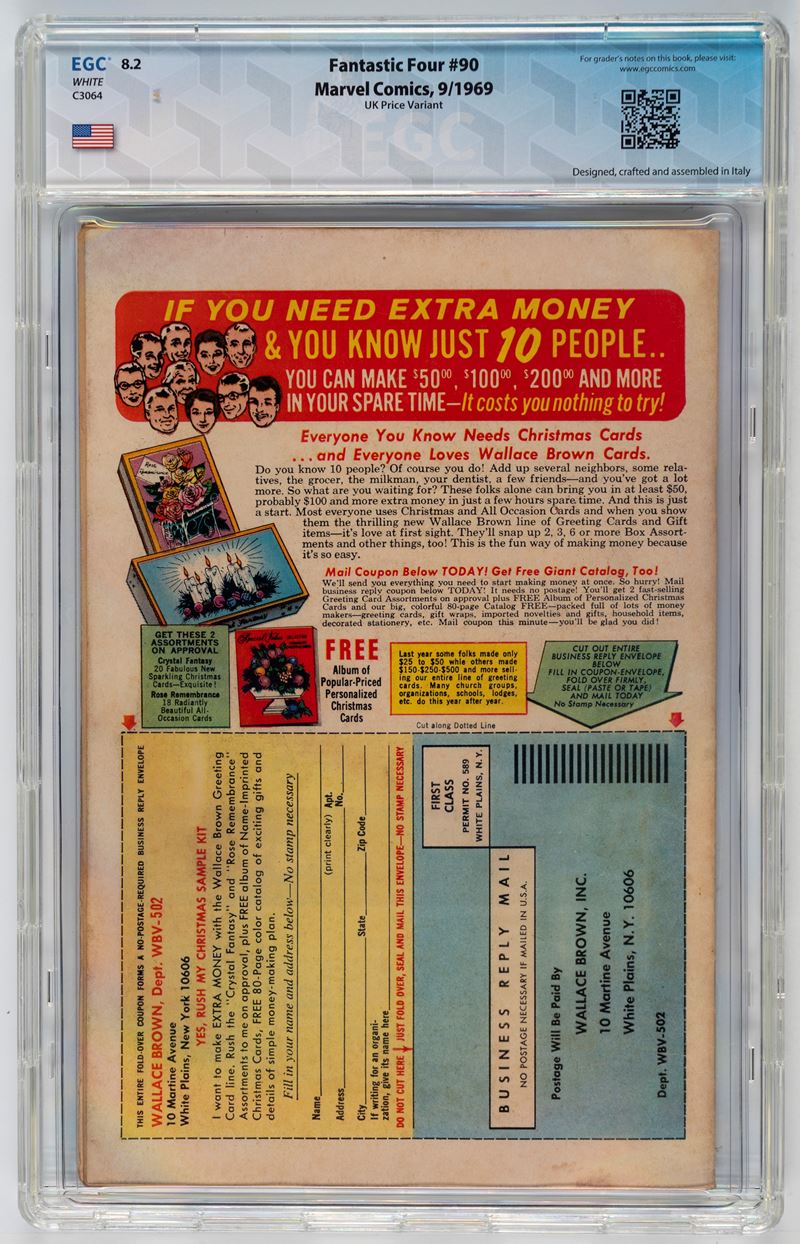 EGC 8.2
WHITE
C3064
Fantastic Four #90
Marvel Comics, 9/1969
UK Price Variant
EGC
For grader's notes on this book, please visit:
www.egccomics.com
Designed, crafted and assembled in Italy
IF YOU NEED EXTRA MONEY
& YOU KNOW JUST 10 PEOPLE..
YOU CAN MAKE $50⁰⁰, $100⁰⁰, $200⁰⁰ AND MORE
IN YOUR SPARE TIME—It costs you nothing to try!
Everyone You Know Needs Christmas Cards
...and Everyone Loves Wallace Brown Cards.
Do you know 10 people? Of course you do! Add up several neighbors, some rela-
tives, the grocer, the milkman, your dentist, a few friends—and you've got a lot
more. So what are you waiting for? These folks alone can bring you in at least $50,
probably $100 and more extra money in just a few hours spare time. And this is just
a start. Most everyone uses Christmas and All Occasion Cards and when you show
them the thrilling new Wallace Brown line of Greeting Cards and Gift
items—it's love at first sight. They'll snap up 2, 3, 6 or more Box Assort-
ments and other things, too! This is the fun way of making money because
it's so easy.
Mail Coupon Below TODAY! Get Free Giant Catalog, Too!
We'll send you everything you need to start making money at once. So hurry! Mail
business reply coupon below TODAY! It needs no postage! You'll get 2 fast-selling
Greeting Card Assortments on approval plus FREE Album of Personalized Christmas
Cards and our big, colorful 80-page Catalog FREE—packed full of lots of money
makers—greeting cards, gift wraps, imported novelties and gifts, household items,
decorated stationery, etc. Mail coupon this minute—you'll be glad you did!
GET THESE 2
ASSORTMENTS
ON APPROVAL
Crystal Fantasy
20 Fabulous New
Sparkling Christmas
Cards—Exquisite!
Rose Remembrance
18 Radiantly
Beautiful All-
Occasion Cards
FREE
Album of
Popular-Priced
Personalized
Christmas
Cards
Last year some folks made only
$25 to $50 while others made
$150-$250-$500 and more sell-
ing our entire line of greeting
cards. Many church groups,
organizations, schools, lodges,
etc. do this year after year.
CUT OUT ENTIRE
BUSINESS REPLY ENVELOPE
BELOW
FILL IN COUPON-ENVELOPE,
FOLD OVER FIRMLY,
SEAL (PASTE OR TAPE)
AND MAIL TODAY
No Stamp Necessary
Cut along Dotted Line
THIS ENTIRE FOLD-OVER COUPON FORMS A NO-POSTAGE-REQUIRED BUSINESS REPLY ENVELOPE
WALLACE BROWN, Dept. WBV-502
10 Martine Avenue
White Plains, New York 10606
YES, RUSH MY CHRISTMAS SAMPLE KIT
I want to make EXTRA MONEY with the Wallace Brown Greeting
Card line. Rush the "Crystal Fantasy" and "Rose Remembrance"
Assortments to me on approval, plus FREE album of Name-Imprinted
Christmas Cards, FREE 80-Page color catalog of exciting gifts and
details of simple money-making plan.
Fill in your name and address below—No stamp necessary
Name
(print clearly)
Address
Apt. No.
City
State
Zip Code
If writing for an organi-
zation, give its name here
DO NOT CUT HERE JUST FOLD OVER, SEAL AND MAIL THIS ENVELOPE—NO STAMP NECESSARY
FIRST
CLASS
PERMIT NO. 589
WHITE PLAINS, N.Y.
BUSINESS REPLY MAIL
NO POSTAGE NECESSARY IF MAILED IN U.S.A.
Postage Will Be Paid By
WALLACE BROWN, INC.
10 Martine Avenue
White Plains, N.Y. 10606
Dept. WBV-502